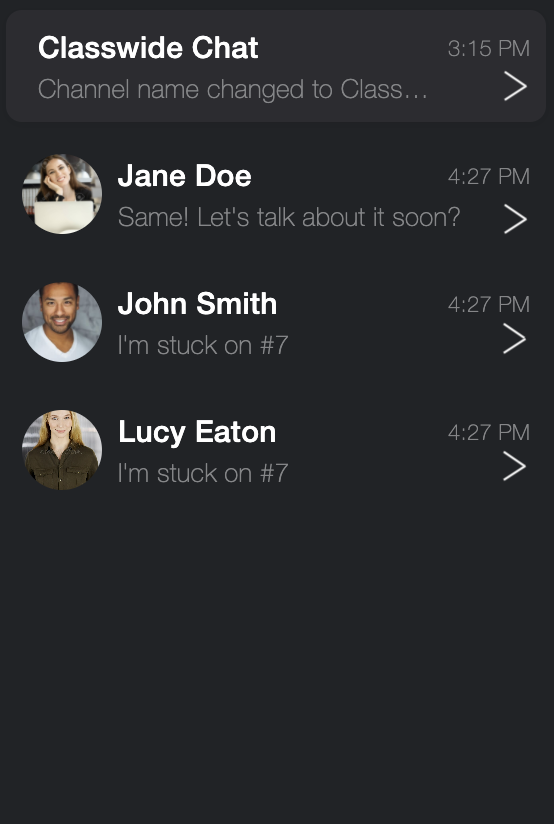 Classwide Chat
3:15 PM
Channel name changed to Class...
Jane Doe
4:27 PM
Same! Let's talk about it soon?
John Smith
4:27 PM
I'm stuck on #7
Lucy Eaton
4:27 PM
I'm stuck on #7